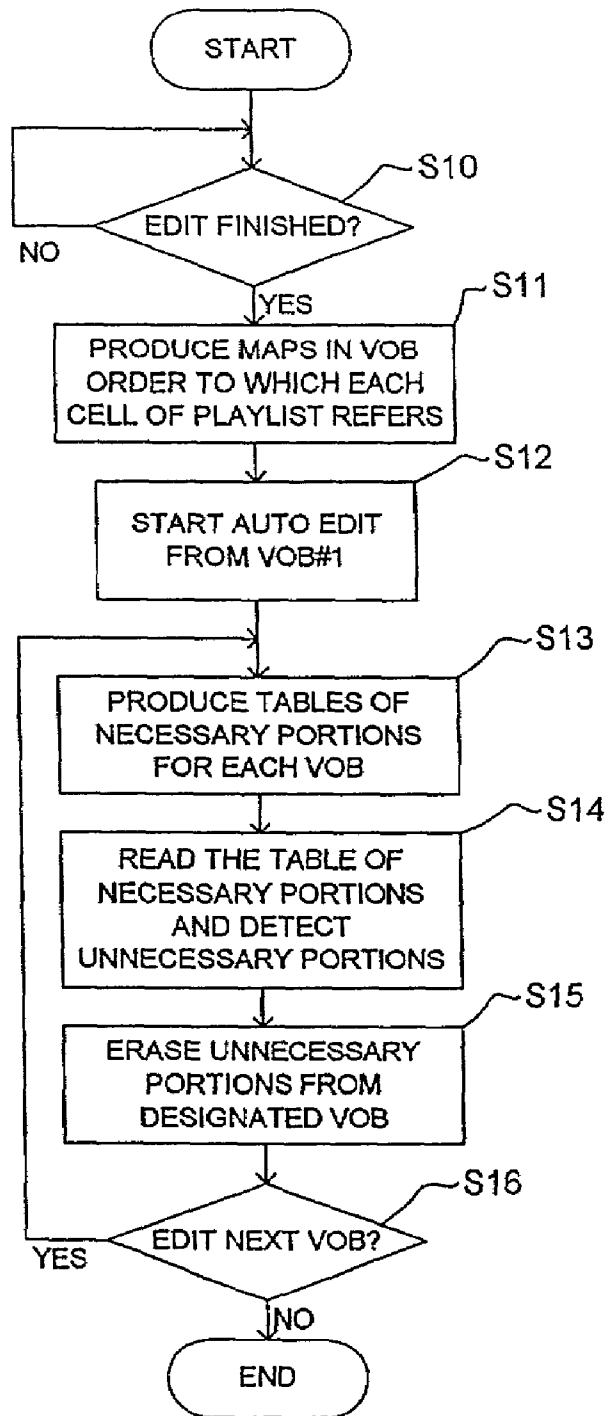 START
S10
EDIT FINISHED?
NO
YES
S11
PRODUCE MAPS IN VOB
ORDER TO WHICH EACH
CELL OF PLAYLIST REFERS
S12
START AUTO EDIT
FROM VOB#1
S13
PRODUCE TABLES OF
NECESSARY PORTIONS
FOR EACH VOB
S14
READ THE TABLE OF
NECESSARY PORTIONS
AND DETECT
UNNECESSARY PORTIONS
S15
ERASE UNNECESSARY
PORTIONS FROM
DESIGNATED VOB
S16
EDIT NEXT VOB?
YES
NO
END